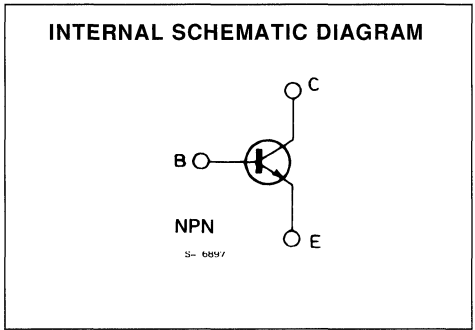 INTERNAL SCHEMATIC DIAGRAM
C
B
NPN
S- 6897
E